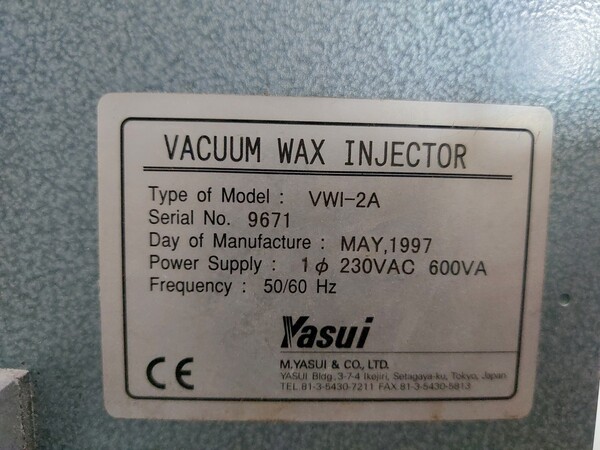 VACUUM WAX INJECTOR
Type of Model : VWI-2A
Serial No. 9671
Day of Manufacture : MAY,1997
Power Supply : 1φ 230VAC 600VA
Frequency : 50/60 Hz
Yasui
M.YASUI & CO., LTD.
YASUI Bldg. 3-7-4 Ikejiri, Setagaya-ku, Tokyo, Japan
TEL.81-3-5430-7211 FAX 81-3-5430-5813
CE